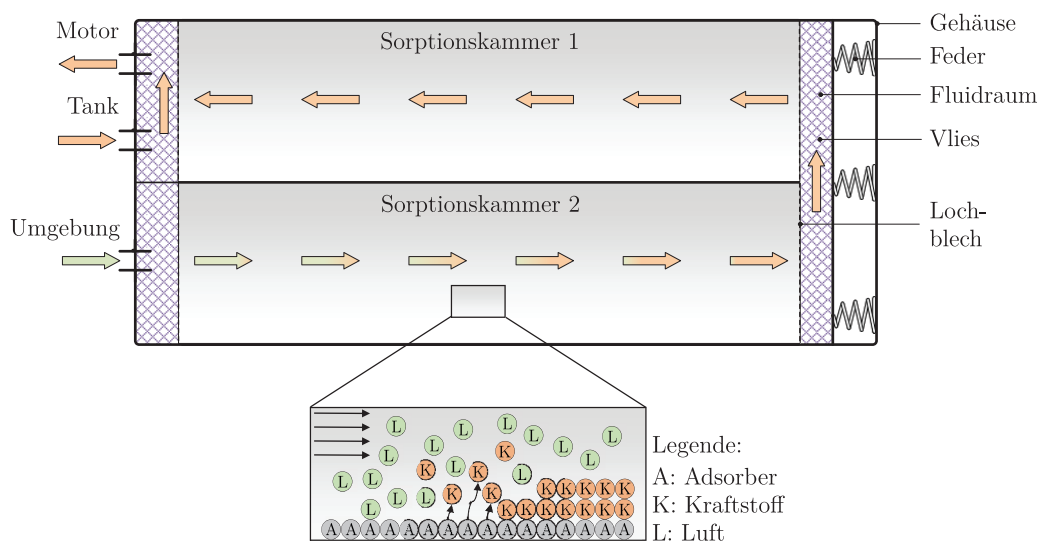 Motor
Tank
Umgebung
Sorptionskammer 1
Sorptionskammer 2
Gehäuse
Feder
Fluidraum
Vlies
Loch-
blech
L
L
L
L
L
L
L
K
L
K
L
K
L
L
L
L
K
K
L
K K K K K
K K K K K K K
L
A A A A A A A A A A A A A A A A
Legende:
A: Adsorber
K: Kraftstoff
L: Luft